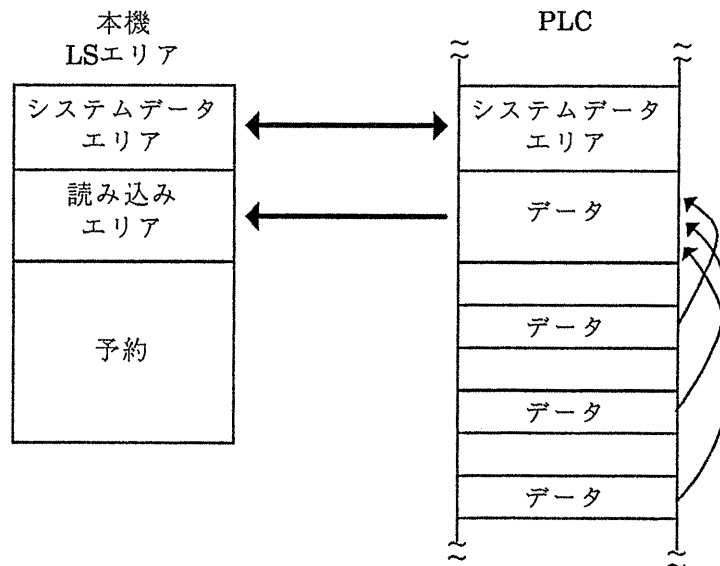 本機
LSエリア
システムデータ
エリア
読み込み
エリア
予約
PLC
システムデータ
エリア
データ
データ
データ
データ